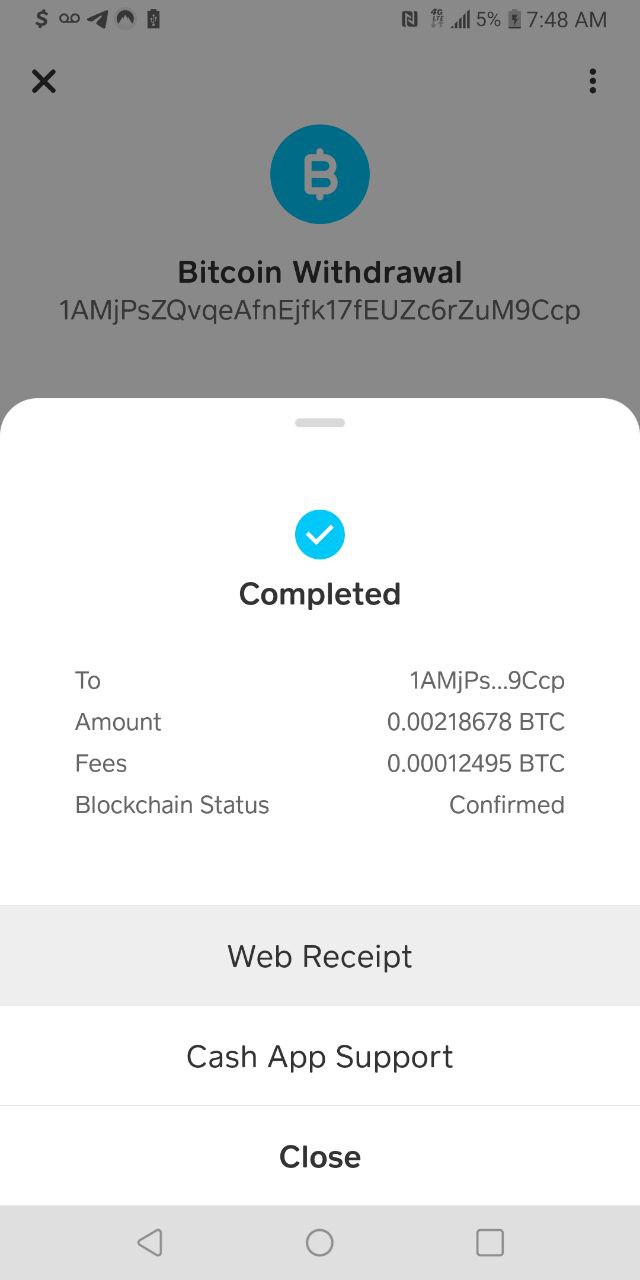 5% 7:48 AM
Bitcoin Withdrawal
1AMjPsZQvqeAfnEjfk17fEUZc6rZuM9Ccp
Completed
To 1AMjPs...9Ccp
Amount 0.00218678 BTC
Fees 0.00012495 BTC
Blockchain Status Confirmed
Web Receipt
Cash App Support
Close